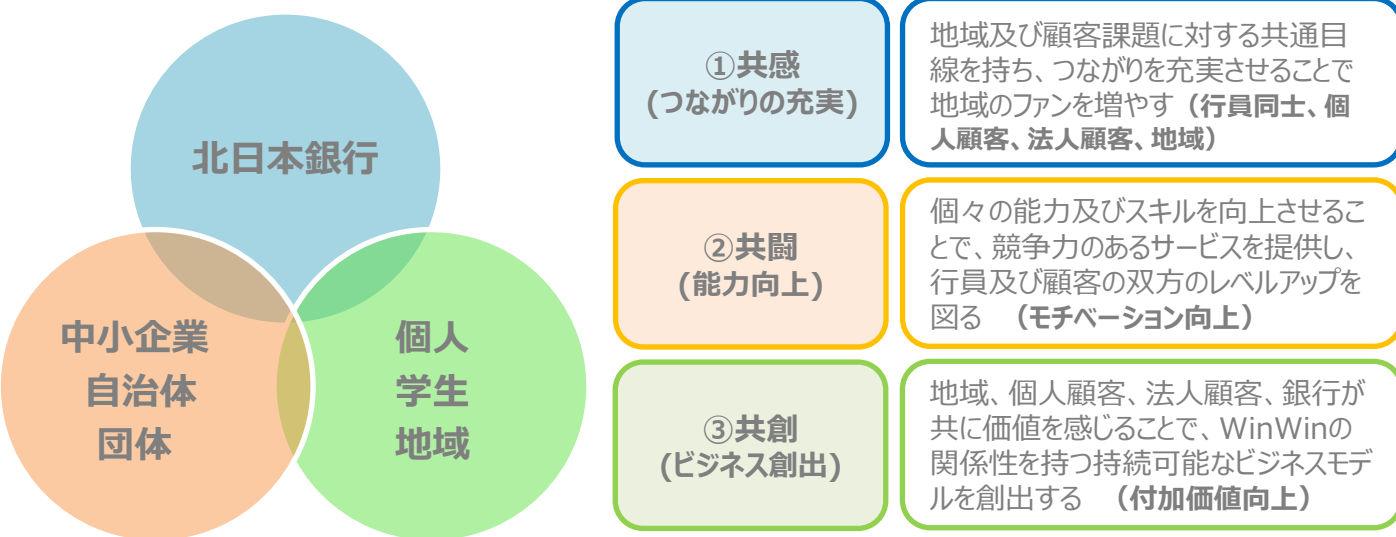 北日本銀行
中小企業
自治体
団体
個人
学生
地域
①共感
(つながりの充実)
地域及び顧客課題に対する共通目
線を持ち、つながりを充実させることで
地域のファンを増やす（行員同士、個
人顧客、法人顧客、地域）
②共闘
(能力向上)
個々の能力及びスキルを向上させるこ
とで、競争力のあるサービスを提供し、
行員及び顧客の双方のレベルアップを
図る　（モチベーション向上）
③共創
(ビジネス創出)
地域、個人顧客、法人顧客、銀行が
共に価値を感じることで、WinWinの
関係性を持つ持続可能なビジネスモデ
ルを創出する　（付加価値向上）